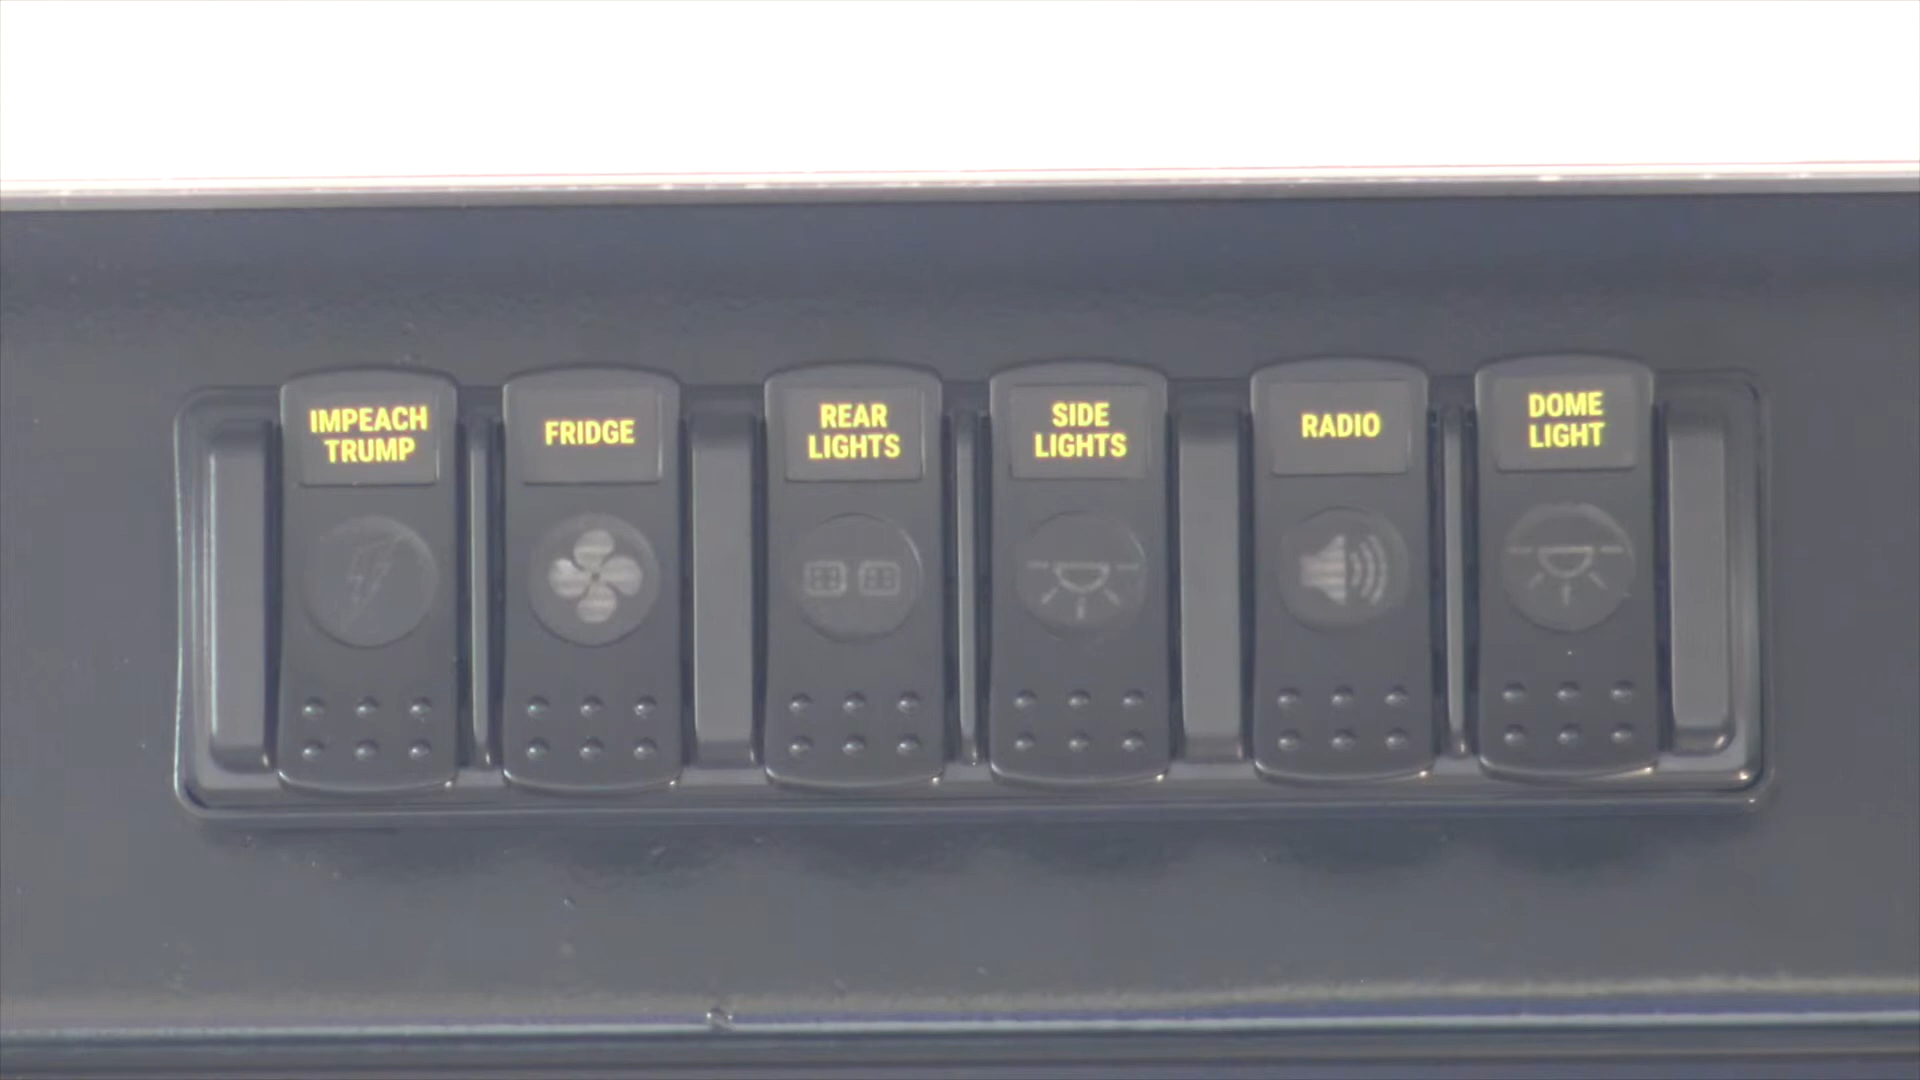 IMPEACH
TRUMP
FRIDGE
REAR
LIGHTS
SIDE
LIGHTS
RADIO
DOME
LIGHT